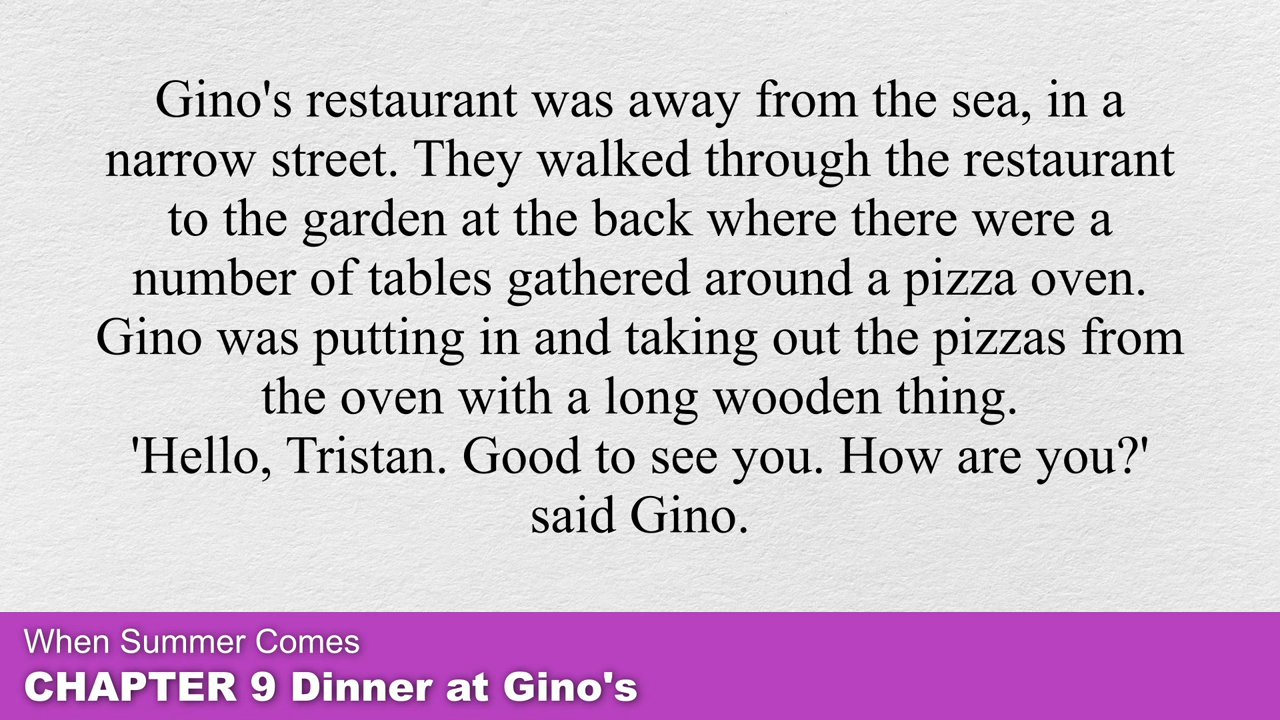 Gino's restaurant was away from the sea, in a
narrow street. They walked through the restaurant
to the garden at the back where there were a
number of tables gathered around a pizza oven.
Gino was putting in and taking out the pizzas from
the oven with a long wooden thing.
'Hello, Tristan. Good to see you. How are you?'
said Gino.
When Summer Comes
CHAPTER 9 Dinner at Gino's